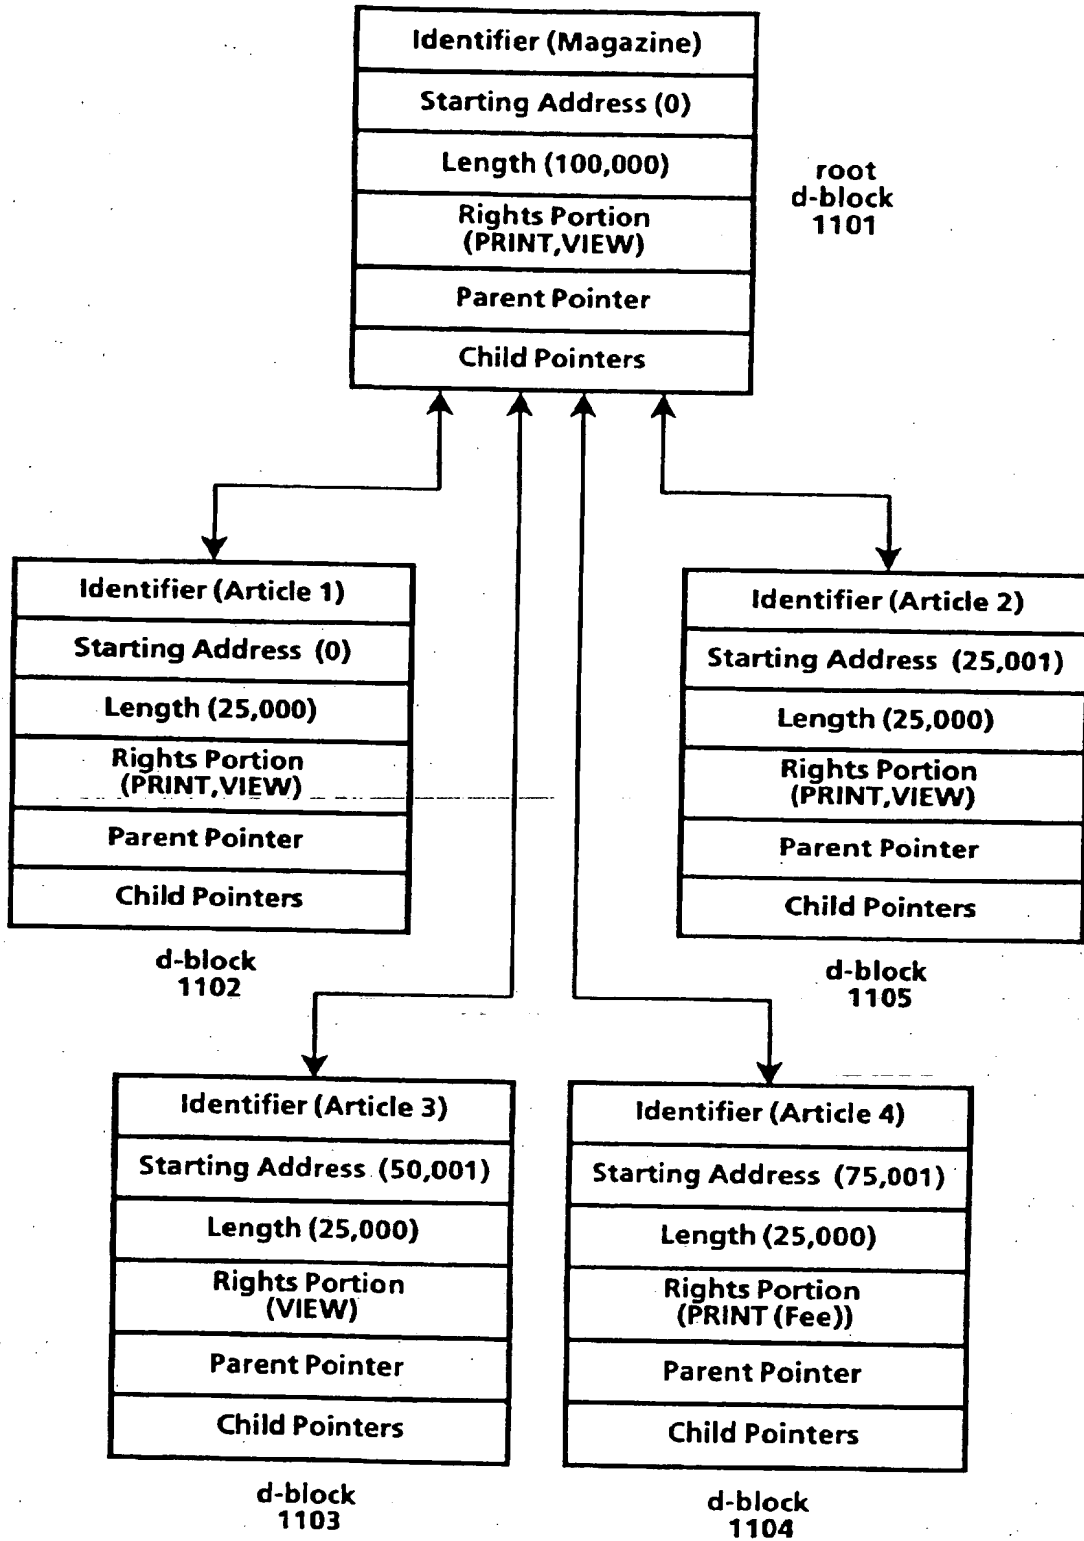 Identifier (Magazine)
Starting Address (0)
Length (100,000)
Rights Portion
(PRINT,VIEW)
Parent Pointer
Child Pointers
root
d-block
1101
Identifier (Article 1)
Starting Address (0)
Length (25,000)
Rights Portion
(PRINT,VIEW)
Parent Pointer
Child Pointers
d-block
1102
Identifier (Article 2)
Starting Address (25,001)
Length (25,000)
Rights Portion
(PRINT,VIEW)
Parent Pointer
Child Pointers
d-block
1105
Identifier (Article 3)
Starting Address (50,001)
Length (25,000)
Rights Portion
(VIEW)
Parent Pointer
Child Pointers
d-block
1103
Identifier (Article 4)
Starting Address (75,001)
Length (25,000)
Rights Portion
(PRINT (Fee))
Parent Pointer
Child Pointers
d-block
1104